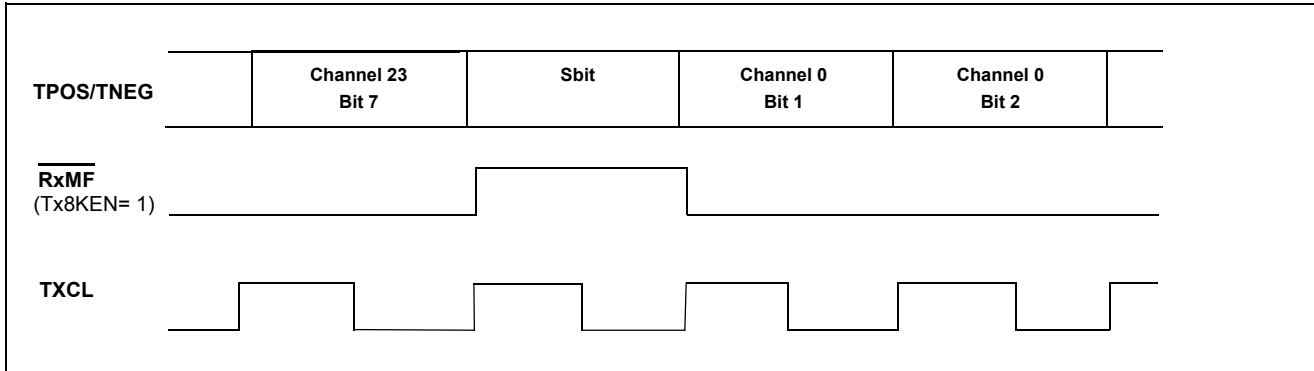 TPOS/TNEG
Channel 23
Bit 7
Sbit
Channel 0
Bit 1
Channel 0
Bit 2
RxMF
(Tx8KEN= 1)
TXCL